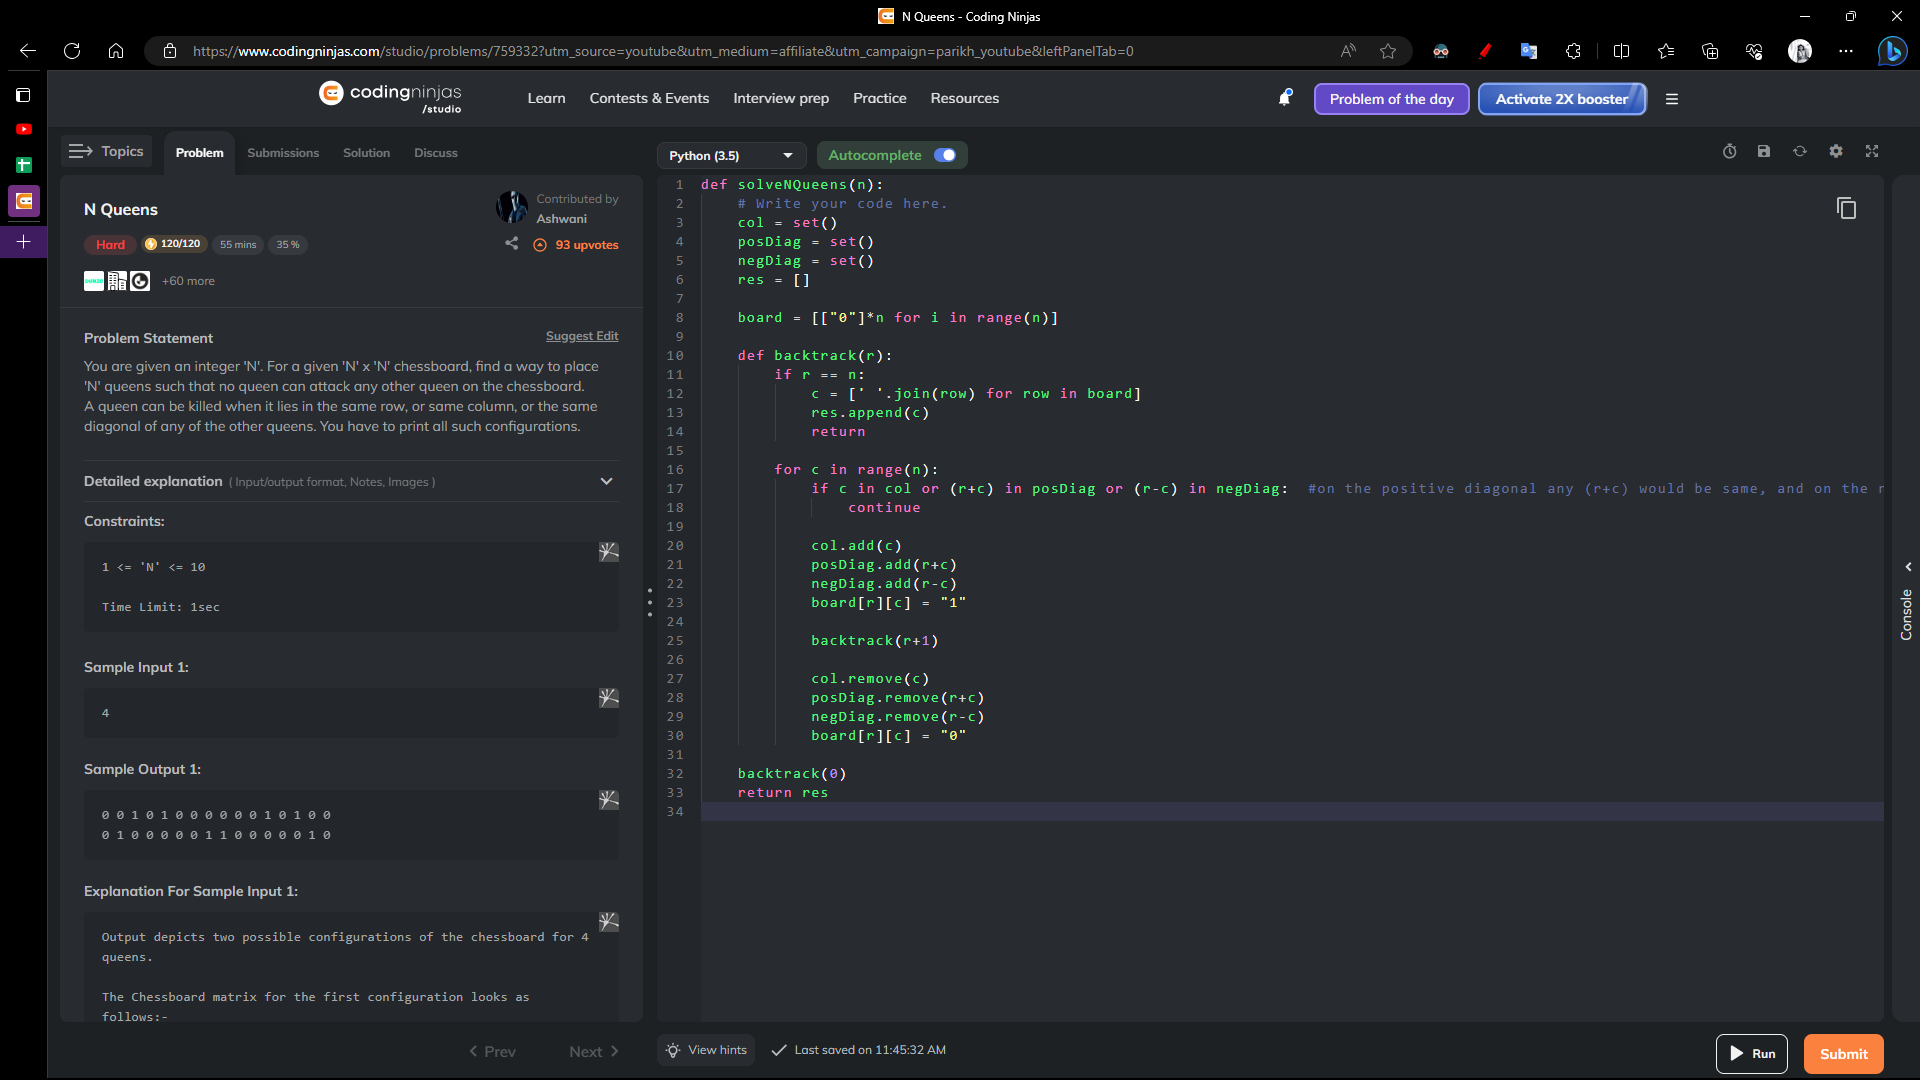 N Queens - Coding Ninjas
https://www.codingninjas.com/studio/problems/759332?utm_source=youtube&utm_medium=affiliate&utm_campaign=parikh_youtube&leftPanelTab=0
codingninjas
/studio
Learn
Contests & Events
Interview prep
Practice
Resources
Problem of the day
Activate 2X booster
Topics
Problem
Submissions
Solution
Discuss
N Queens
Contributed by
Ashwani
Hard
120/120
55 mins
35 %
93 upvotes
+60 more
Problem Statement
Suggest Edit
You are given an integer 'N'. For a given 'N' x 'N' chessboard, find a way to place
'N' queens such that no queen can attack any other queen on the chessboard.
A queen can be killed when it lies in the same row, or same column, or the same
diagonal of any of the other queens. You have to print all such configurations.
Detailed explanation ( Input/output format, Notes, Images )
Constraints:
1 <= 'N' <= 10
Time Limit: 1sec
Sample Input 1:
4
Sample Output 1:
0 0 1 0 1 0 0 0 0 0 0 1 0 1 0 0
0 1 0 0 0 0 0 1 1 0 0 0 0 0 1 0
Explanation For Sample Input 1:
Output depicts two possible configurations of the chessboard for 4
queens.
The Chessboard matrix for the first configuration looks as
follows:-
Prev
Next
Python (3.5)
Autocomplete
1 def solveNQueens(n):
2 # Write your code here.
3 col = set()
4 posDiag = set()
5 negDiag = set()
6 res = []
7
8 board = [["0"]*n for i in range(n)]
9
10 def backtrack(r):
11 if r == n:
12 c = [' '.join(row) for row in board]
13 res.append(c)
14 return
15
16 for c in range(n):
17 if c in col or (r+c) in posDiag or (r-c) in negDiag: #on the positive diagonal any (r+c) would be same, and on the
18 continue
19
20 col.add(c)
21 posDiag.add(r+c)
22 negDiag.add(r-c)
23 board[r][c] = "1"
24
25 backtrack(r+1)
26
27 col.remove(c)
28 posDiag.remove(r+c)
29 negDiag.remove(r-c)
30 board[r][c] = "0"
31
32 backtrack(0)
33 return res
34
Console
View hints
Last saved on 11:45:32 AM
Run
Submit